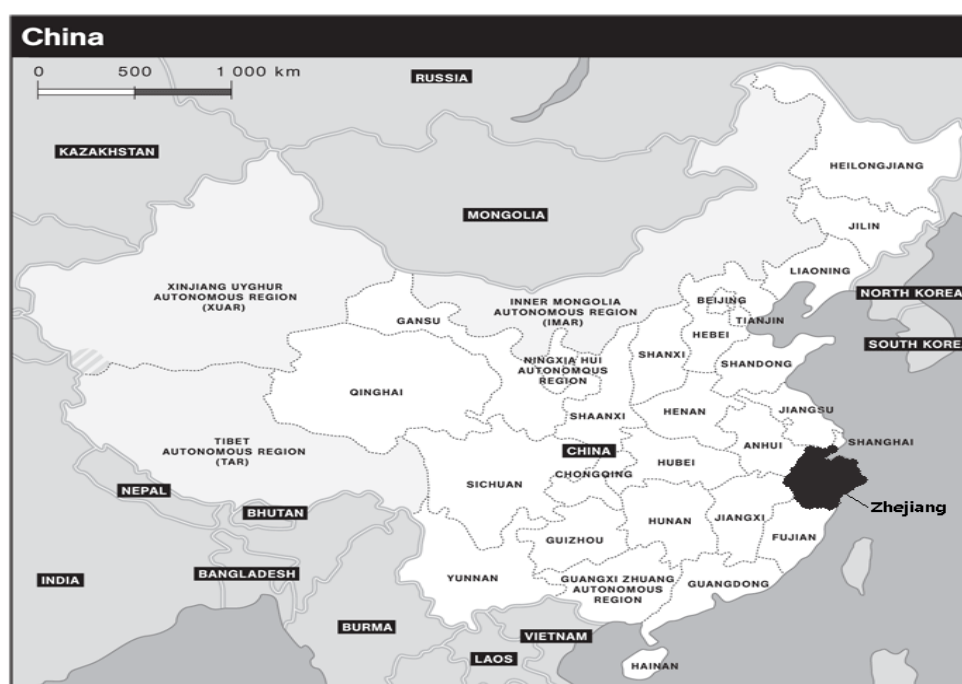 China
0 500 1 000 km
RUSSIA
KAZAKHSTAN
HEILONGJIANG
MONGOLIA
JILIN
LIAONING
XINJIANG UYGHUR
AUTONOMOUS REGION
(XUAR)
INNER MONGOLIA
AUTONOMOUS REGION
(IMAR)
BEIJING
NORTH KOREA
GANSU
TIANJIN
HEBEI
SOUTH KORE
SHANXI
NINGXIA HUI
AUTONOMOUS
REGION
SHANDONG
QINGHAI
SHAANXI
HENAN
JIANGSU
TIBET
AUTONOMOUS REGION
(TAR)
CHINA
ANHUI
SHANGHAI
HUBEI
CHONGQING
SICHUAN
NEPAL
Zhejiang
BHUTAN
HUNAN
JIANGXI
GUIZHOU
FUJIAN
INDIA
BANGLADESH
YUNNAN
GUANGXI ZHUANG
AUTONOMOUS
REGION
GUANGDONG
BURMA
VIETNAM
LAOS
HAINAN